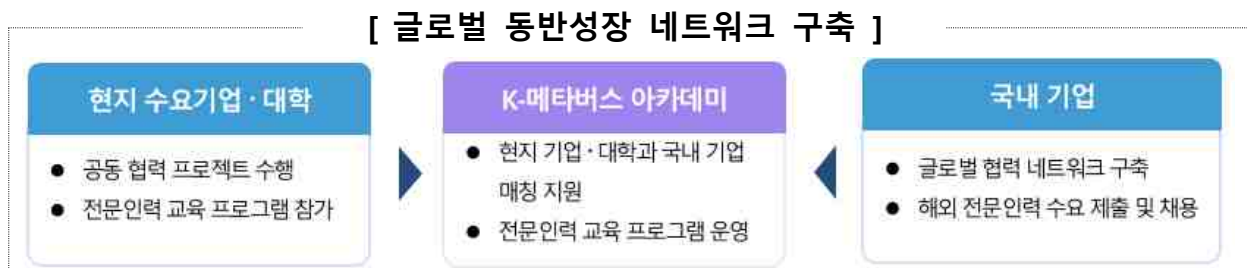 [ 글로벌 동반성장 네트워크 구축 ]
현지 수요기업·대학
● 공동 협력 프로젝트 수행
● 전문인력 교육 프로그램 참가
K-메타버스 아카데미
● 현지 기업·대학과 국내 기업
매칭 지원
● 전문인력 교육 프로그램 운영
국내 기업
● 글로벌 협력 네트워크 구축
● 해외 전문인력 수요 제출 및 채용